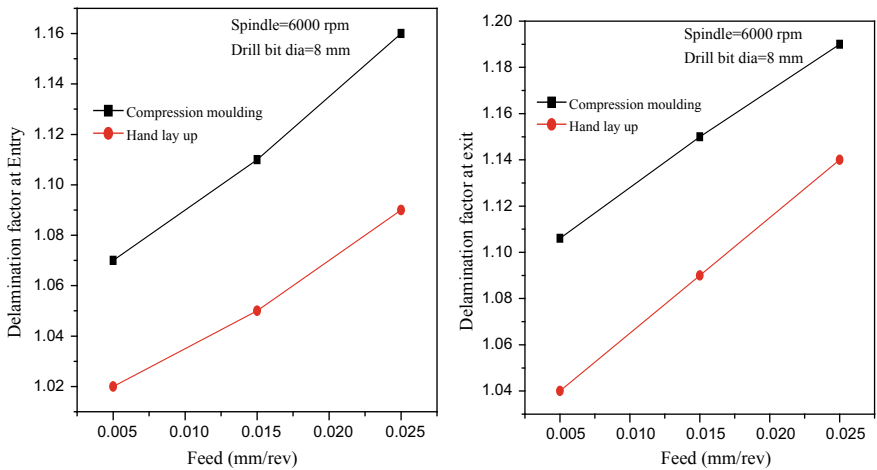 Spindle=6000 rpm
Drill bit dia=8 mm
Compression moulding
Hand lay up
Delamination factor at Entry
1.16
1.14
1.12
1.10
1.08
1.06
1.04
1.02
0.005
0.010
0.015
0.020
0.025
Feed (mm/rev)
Spindle=6000 rpm
Drill bit dia=8 mm
Compression moulding
Hand lay up
Delamination factor at exit
1.20
1.18
1.16
1.14
1.12
1.10
1.08
1.06
1.04
0.005
0.010
0.015
0.020
0.025
Feed (mm/rev)